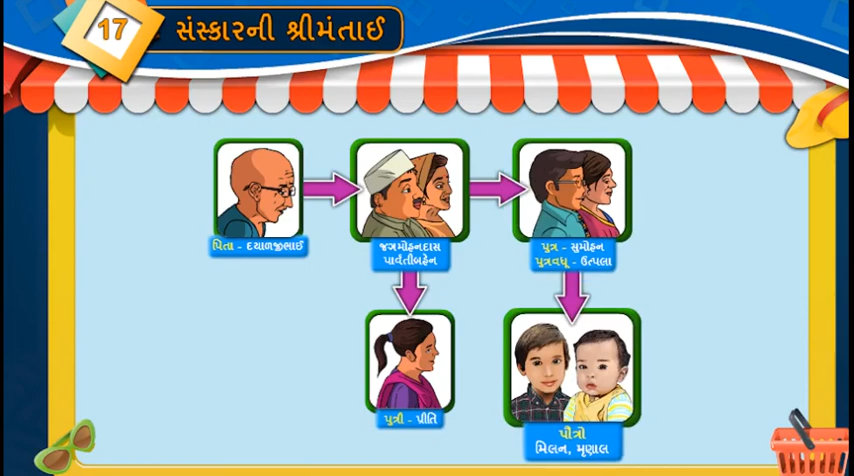 17 સંસ્કારની શ્રીમંતાઈ
પિતા - દયાળજીભાઈ
જગમોહનદાસ
પાર્વતીબહેન
પુત્ર - સુમોહન
પુત્રવધૂ - ઉત્પલા
પુત્રી - પ્રીતિ
પૌત્રો
મિલન, મૃણાલ